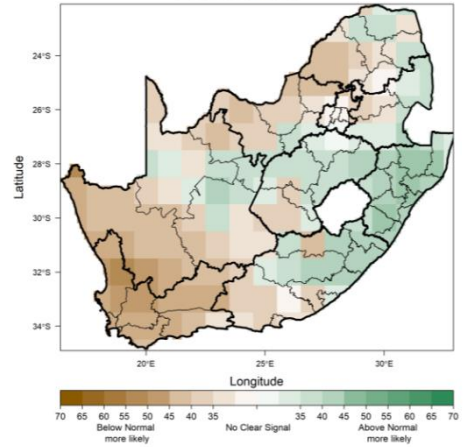 24°S
26°S
28°S
30°S
32°S
34°S
Latitude
20°E 25°E 30°E
Longitude
70 65 60 55 50 45 40 35 35 40 45 50 55 60 65 70
Below Normal No Clear Signal Above Normal
more likely more likely